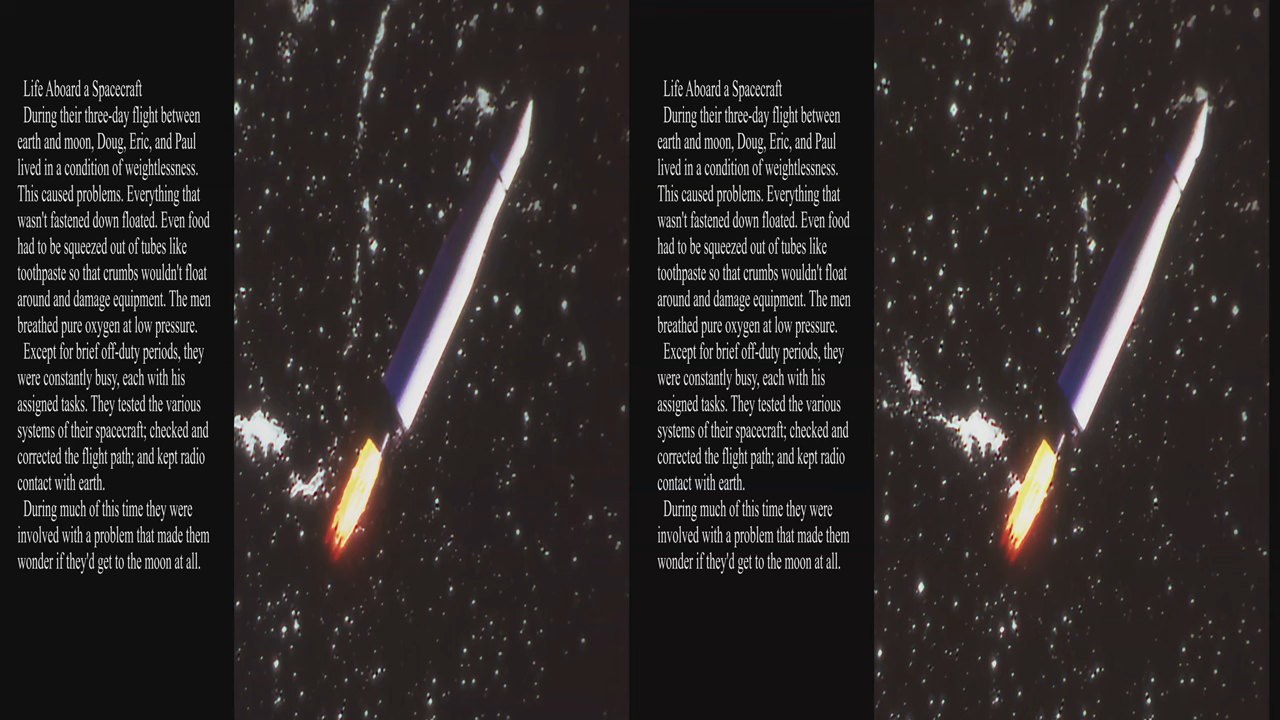 Life Aboard a Spacecraft
During their three-day flight between
earth and moon, Doug, Eric, and Paul
lived in a condition of weightlessness.
This caused problems. Everything that
wasn't fastened down floated. Even food
had to be squeezed out of tubes like
toothpaste so that crumbs wouldn't float
around and damage equipment. The men
breathed pure oxygen at low pressure.
Except for brief off-duty periods, they
were constantly busy, each with his
assigned tasks. They tested the various
systems of their spacecraft; checked and
corrected the flight path; and kept radio
contact with earth.
During much of this time they were
involved with a problem that made them
wonder if they'd get to the moon at all.
Life Aboard a Spacecraft
During their three-day flight between
earth and moon, Doug, Eric, and Paul
lived in a condition of weightlessness.
This caused problems. Everything that
wasn't fastened down floated. Even food
had to be squeezed out of tubes like
toothpaste so that crumbs wouldn't float
around and damage equipment. The men
breathed pure oxygen at low pressure.
Except for brief off-duty periods, they
were constantly busy, each with his
assigned tasks. They tested the various
systems of their spacecraft; checked and
corrected the flight path; and kept radio
contact with earth.
During much of this time they were
involved with a problem that made them
wonder if they'd get to the moon at all.